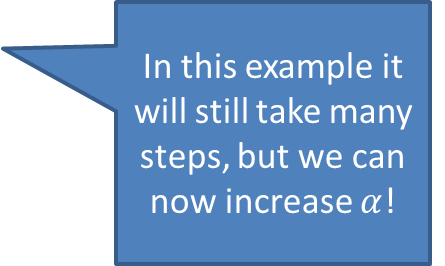 In this example it
will still take many
steps, but we can
now increase 𝛼!